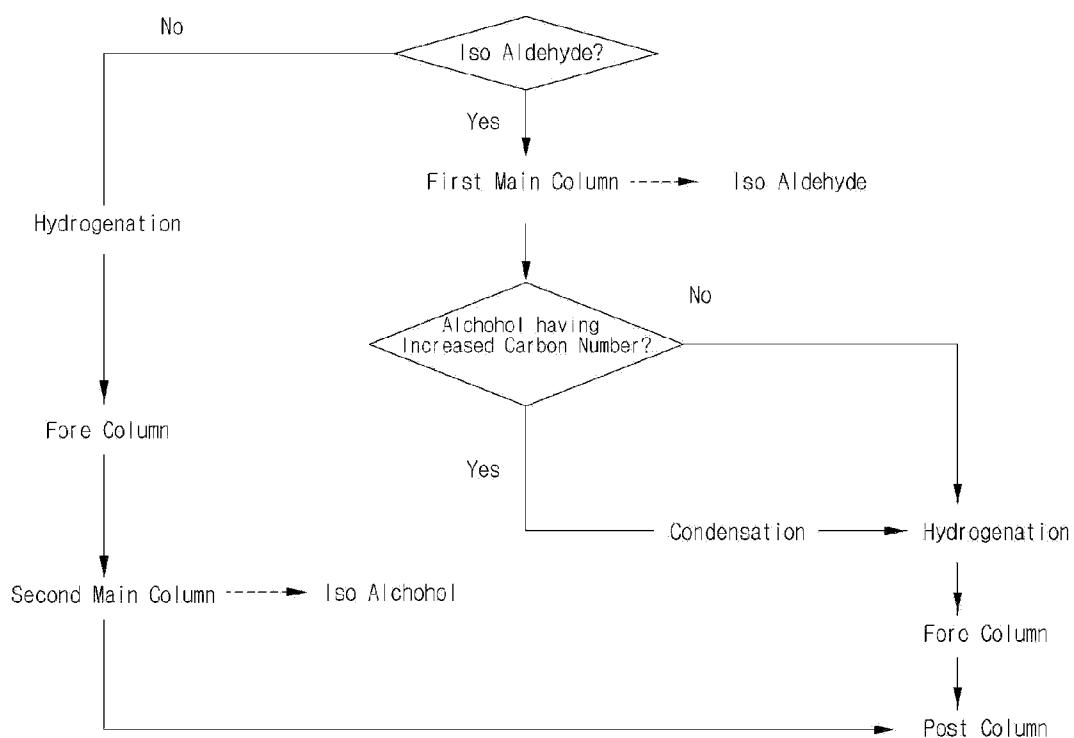 No
Iso Aldehyde?
Yes
First Main Column
Iso Aldehyde
Hydrogenation
No
Alchohol having
Increased Carbon Number?
Fore Column
Yes
Condensation
Hydrogenation
Second Main Column
Iso Alchohol
Fore Column
Post Column